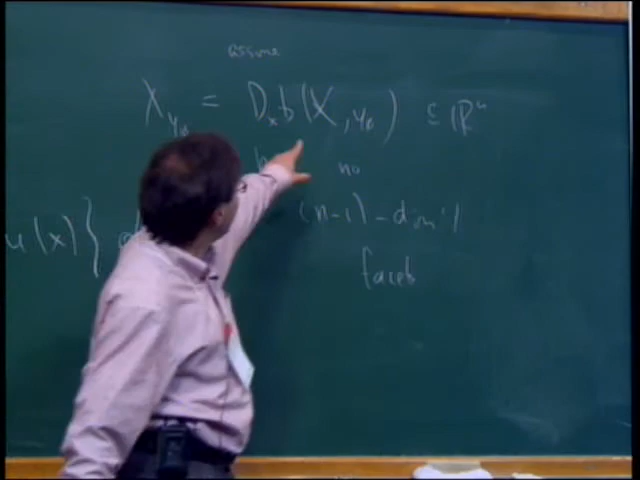 assume
X_{y_0} = D_x b (X, y_0) ⊆ ℝ^n
no
(n-1)-dim'l
u(x)}
facets